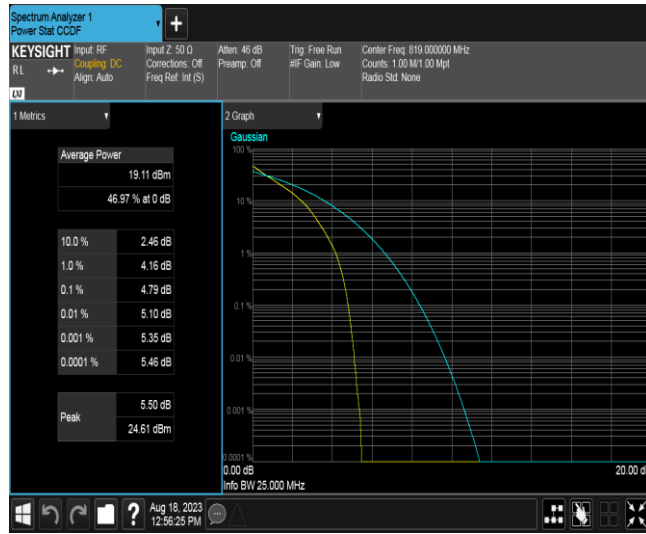 Spectrum Analyzer 1
Power Stat CCDF
+
KEYSIGHT
RL
LXI
Input: RF
Coupling: DC
Align: Auto
Input Z: 50 Ω
Corrections: Off
Freq Ref: Int (S)
Atten: 46 dB
Preamp: Off
Trig: Free Run
#IF Gain: Low
Center Freq: 819.000000 MHz
Counts: 1.00 M/1.00 Mpt
Radio Std: None
1 Metrics
Average Power
19.11 dBm
46.97 % at 0 dB
10.0 % 2.46 dB
1.0 % 4.16 dB
0.1 % 4.79 dB
0.01 % 5.10 dB
0.001 % 5.35 dB
0.0001 % 5.46 dB
Peak
5.50 dB
24.61 dBm
2 Graph
Gaussian
100 %
10 %
1 %
0.1 %
0.01 %
0.001 %
0.0001 %
0.00 dB 20.00 d
Info BW 25.000 MHz
?
Aug 18, 2023
12:56:25 PM